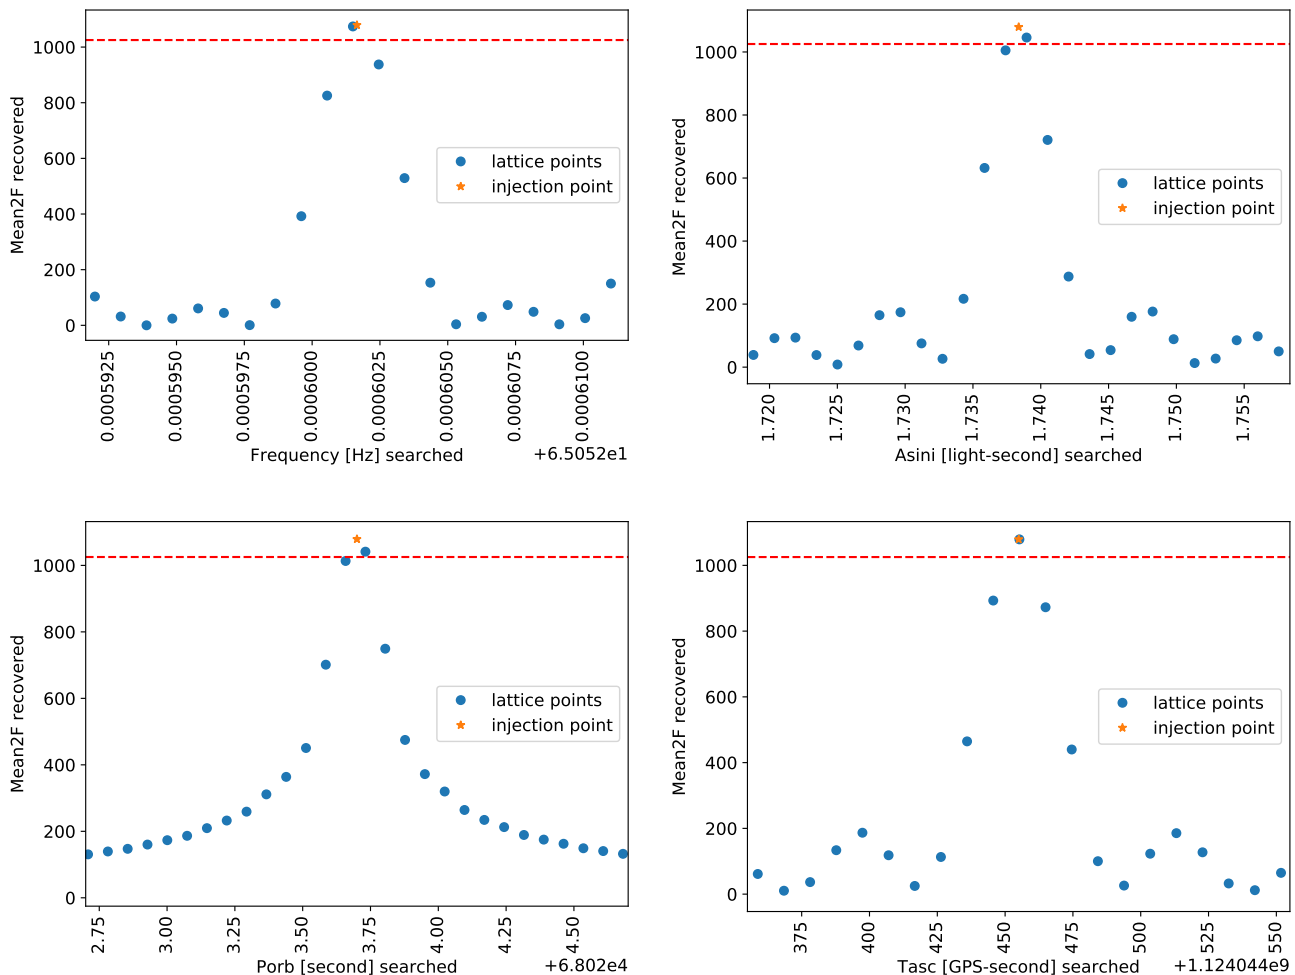 Mean2F recovered
1000
800
600
400
200
0
lattice points
injection point
0.0005925
0.0005950
0.0005975
0.0006000
0.0006025
0.0006050
0.0006075
0.0006100
Frequency [Hz] searched
+6.5052e1
Mean2F recovered
1000
800
600
400
200
0
lattice points
injection point
1.720
1.725
1.730
1.735
1.740
1.745
1.750
1.755
Asini [light-second] searched
Mean2F recovered
1000
800
600
400
200
0
lattice points
injection point
2.75
3.00
3.25
3.50
3.75
4.00
4.25
4.50
Porb [second] searched
+6.802e4
Mean2F recovered
1000
800
600
400
200
0
lattice points
injection point
375
400
425
450
475
500
525
550
Tasc [GPS-second] searched
+1.124044e9